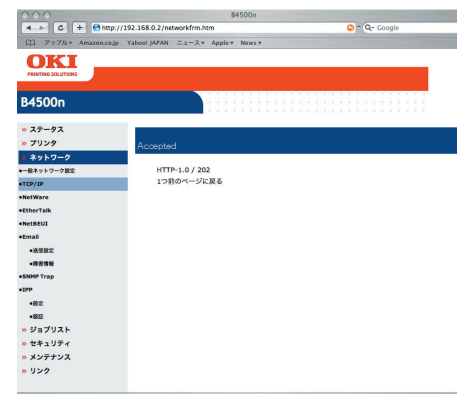 B4500n
http://192.168.0.2/networkfrm.htm
Q- Google
アップル▾ Amazon.co.jp Yahoo! JAPAN ニュース▾ Apple▾ News▾
OKI
PRINTING SOLUTIONS
B4500n
» ステータス
» プリンタ
» ネットワーク
•一般ネットワーク設定
•TCP/IP
•NetWare
•EtherTalk
•NetBEUI
•Email
•送信設定
•障害情報
•SNMP Trap
•IPP
•設定
•認証
» ジョブリスト
» セキュリティ
» メンテナンス
» リンク
Accepted
HTTP-1.0 / 202
1つ前のページに戻る